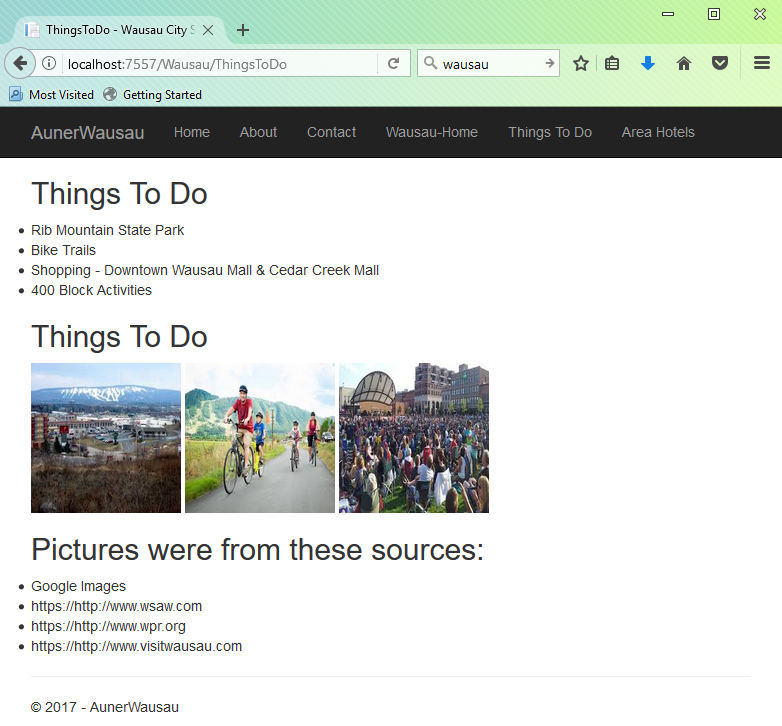 ThingsToDo - Wausau City S
localhost:7557/Wausau/ThingsToDo
wausau
Most Visited Getting Started
AunerWausau Home About Contact Wausau-Home Things To Do Area Hotels
Things To Do
Rib Mountain State Park
Bike Trails
Shopping - Downtown Wausau Mall & Cedar Creek Mall
400 Block Activities
Things To Do
Pictures were from these sources:
Google Images
https://http://www.wsaw.com
https://http://www.wpr.org
https://http://www.visitwausau.com
© 2017 - AunerWausau